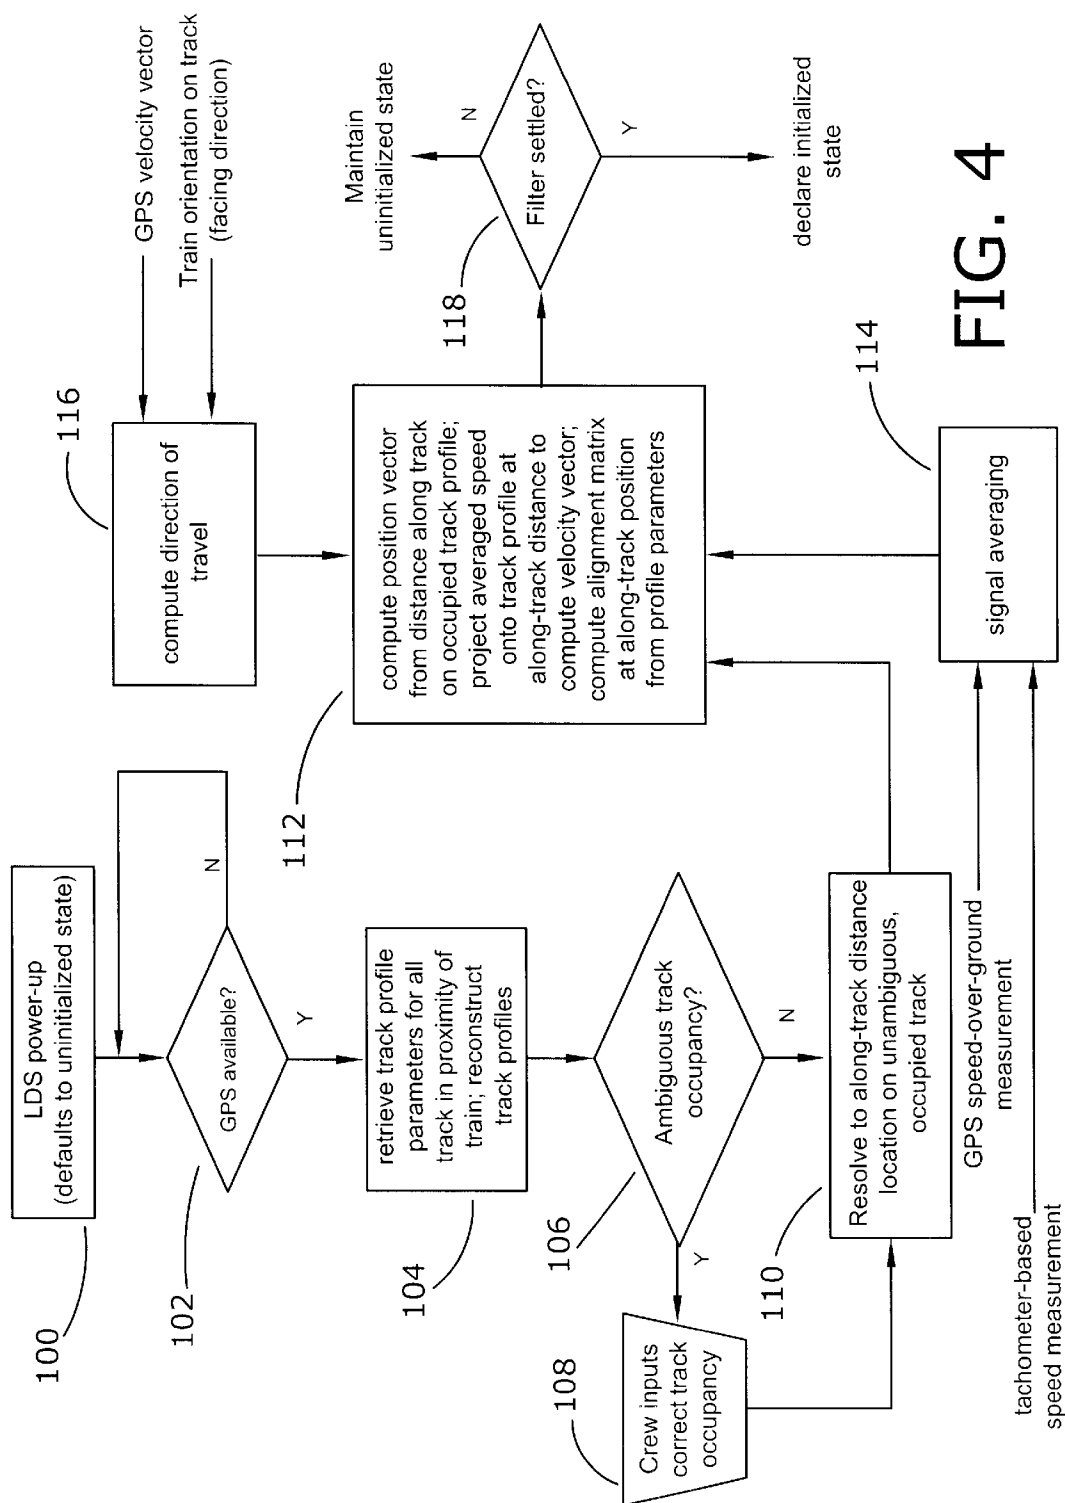 100
LDS power-up
(defaults to uninitialized state)
102
GPS available?
N
Y
104
retrieve track profile
parameters for all
track in proximity of
train; reconstruct
track profiles
106
Ambiguous track
occupancy?
Y
N
108
Crew inputs
correct track
occupancy
110
Resolve to along-track distance
location on unambiguous,
occupied track
GPS speed-over-ground
measurement
tachometer-based
speed measurement
116
compute direction of
travel
GPS velocity vector
Train orientation on track
(facing direction)
112
compute position vector
from distance along track
on occupied track profile;
project averaged speed
onto track profile at
along-track distance to
compute velocity vector;
compute alignment matrix
at along-track position
from profile parameters
114
signal averaging
118
Filter settled?
N
Y
Maintain
uninitialized state
declare initialized
state
FIG. 4